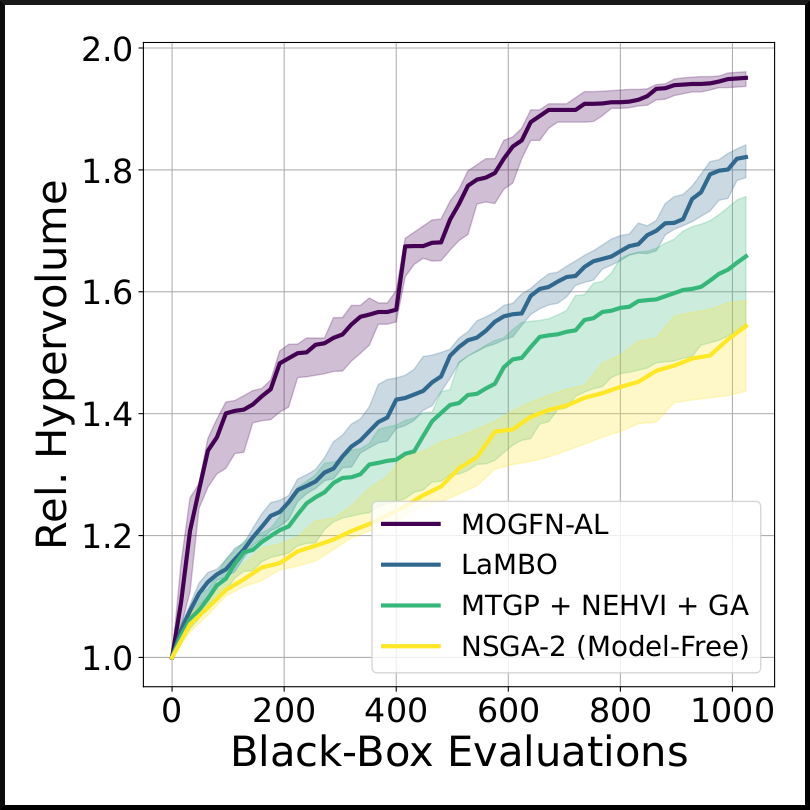 2.0
1.8
1.6
1.4
1.2
1.0
Rel. Hypervolume
MOGFN-AL
LaMBO
MTGP + NEHVI + GA
NSGA-2 (Model-Free)
0 200 400 600 800 1000
Black-Box Evaluations